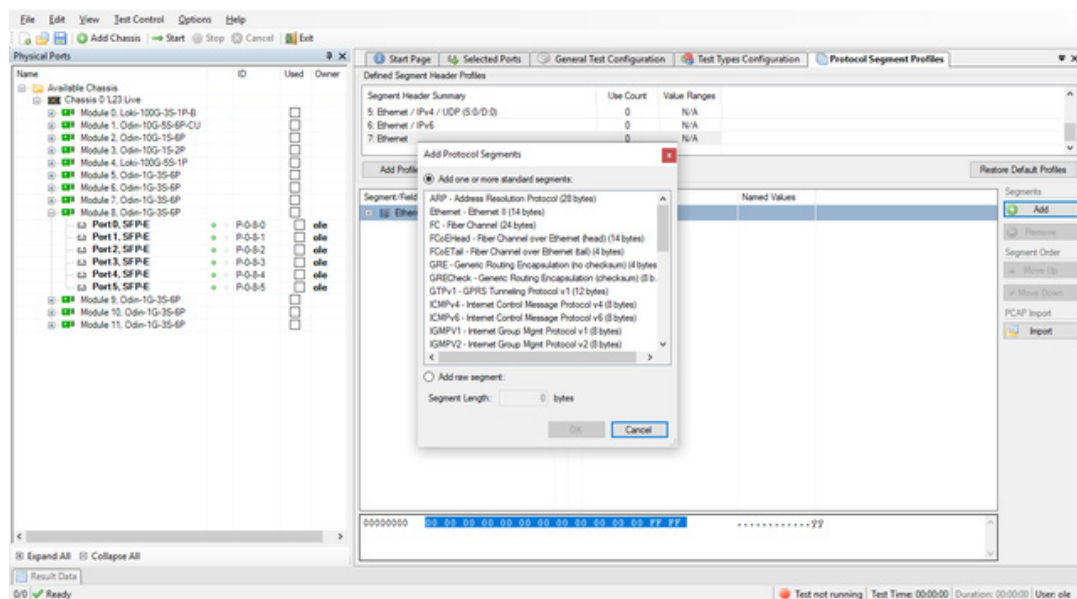 File Edit View Test Control Options Help
Add Chassis Start Stop Cancel Exit
Physical Ports
Name ID Used Owner
Available Chassis
Chassis 0 'L23 Live
Module 0, Loki-100G-3S-1P-B
Module 1, Odin-10G-5S-6P-CU
Module 2, Odin-10G-1S-6P
Module 3, Odin-10G-1S-2P
Module 4, Loki-100G-5S-1P
Module 5, Odin-1G-3S-6P
Module 6, Odin-1G-3S-6P
Module 7, Odin-1G-3S-6P
Module 8, Odin-1G-3S-6P
Port 0, SFP-E P-0-8-0 ole
Port 1, SFP-E P-0-8-1 ole
Port 2, SFP-E P-0-8-2 ole
Port 3, SFP-E P-0-8-3 ole
Port 4, SFP-E P-0-8-4 ole
Port 5, SFP-E P-0-8-5 ole
Module 9, Odin-1G-3S-6P
Module 10, Odin-1G-3S-6P
Module 11, Odin-1G-3S-6P
Expand All Collapse All
Start Page Selected Ports General Test Configuration Test Types Configuration Protocol Segment Profiles
Defined Segment Header Profiles
Segment Header Summary Use Count Value Ranges
5: Ethernet / IPv4 / UDP (S:0/D:0) 0 N/A
6: Ethernet / IPv6 0 N/A
7: Ethernet 0 N/A
Add Profile Restore Default Profiles
Segment/Field Named Values
Ether
Add Protocol Segments
Add one or more standard segments:
ARP - Address Resolution Protocol (28 bytes)
Ethernet - Ethernet II (14 bytes)
FC - Fiber Channel (24 bytes)
FCoEHead - Fiber Channel over Ethernet (head) (14 bytes)
FCoETail - Fiber Channel over Ethernet (tail) (4 bytes)
GRE - Generic Routing Encapsulation (no checksum) (4 bytes
GRECheck - Generic Routing Encapsulation (checksum) (8 b
GTPv1 - GPRS Tunneling Protocol v1 (12 bytes)
ICMPv4 - Internet Control Message Protocol v4 (8 bytes)
ICMPv6 - Internet Control Message Protocol v6 (8 bytes)
IGMPV1 - Internet Group Mgmt Protocol v1 (8 bytes)
IGMPV2 - Internet Group Mgmt Protocol v2 (8 bytes)
Add raw segment:
Segment Length: 0 bytes
OK Cancel
Segments
Add
Remove
Segment Order
Move Up
Move Down
PCAP Import
Import
00000000 00 00 00 00 00 00 00 00 00 00 00 00 FF FF ............ÿÿ
Result Data
0/0 Ready Test not running Test Time: 00:00:00 Duration: 00:00:00 User: ole